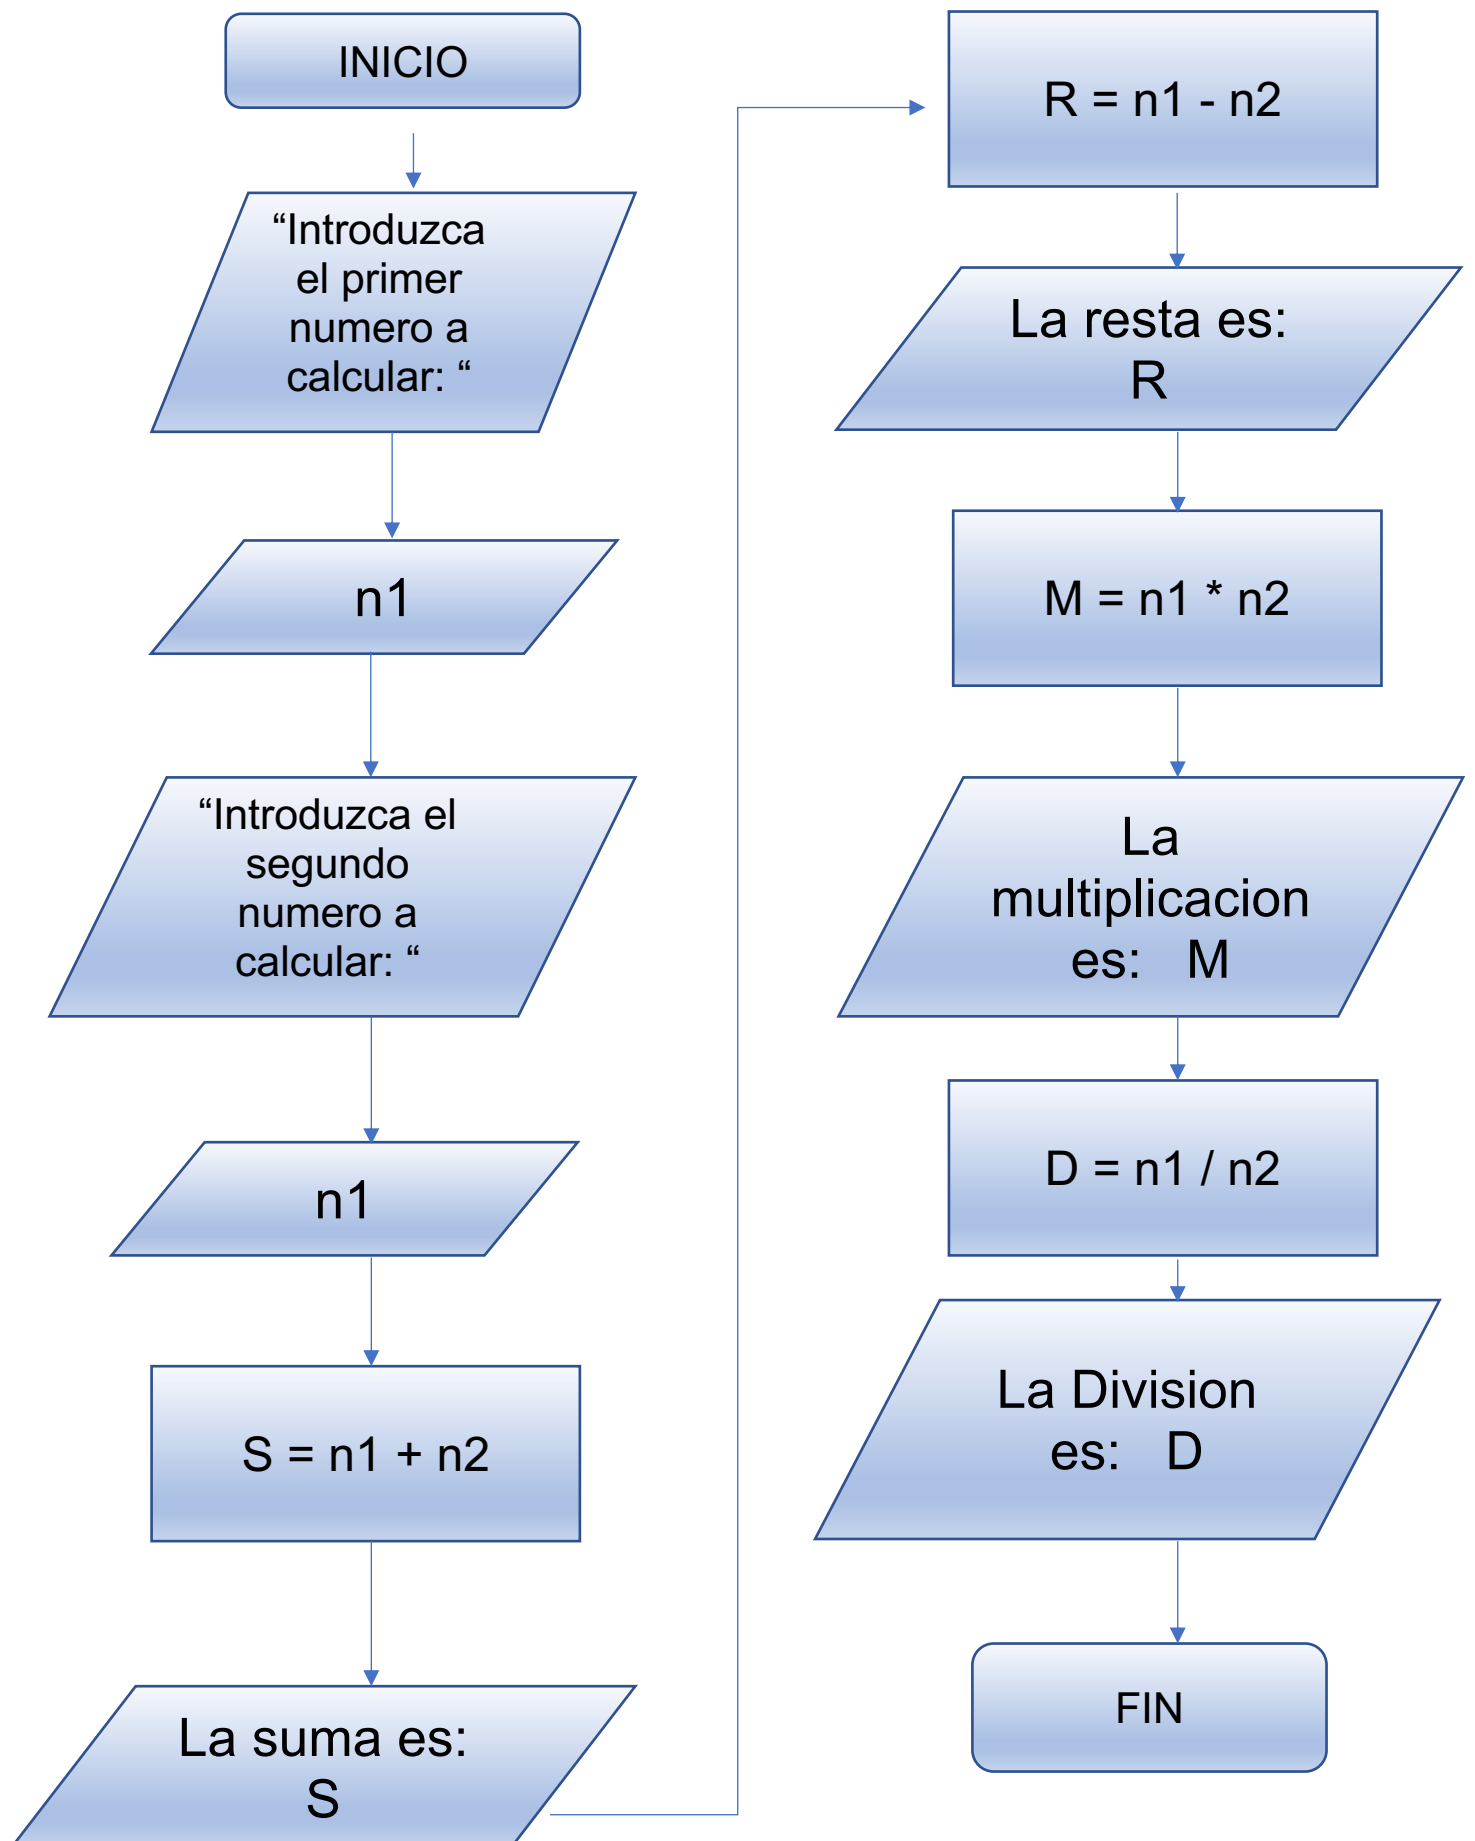 INICIO
“Introduzca
el primer
numero a
calcular: “
n1
“Introduzca el
segundo
numero a
calcular: “
n1
S = n1 + n2
La suma es:
S
R = n1 - n2
La resta es:
R
M = n1 * n2
La
multiplicacion
es: M
D = n1 / n2
La Division
es: D
FIN